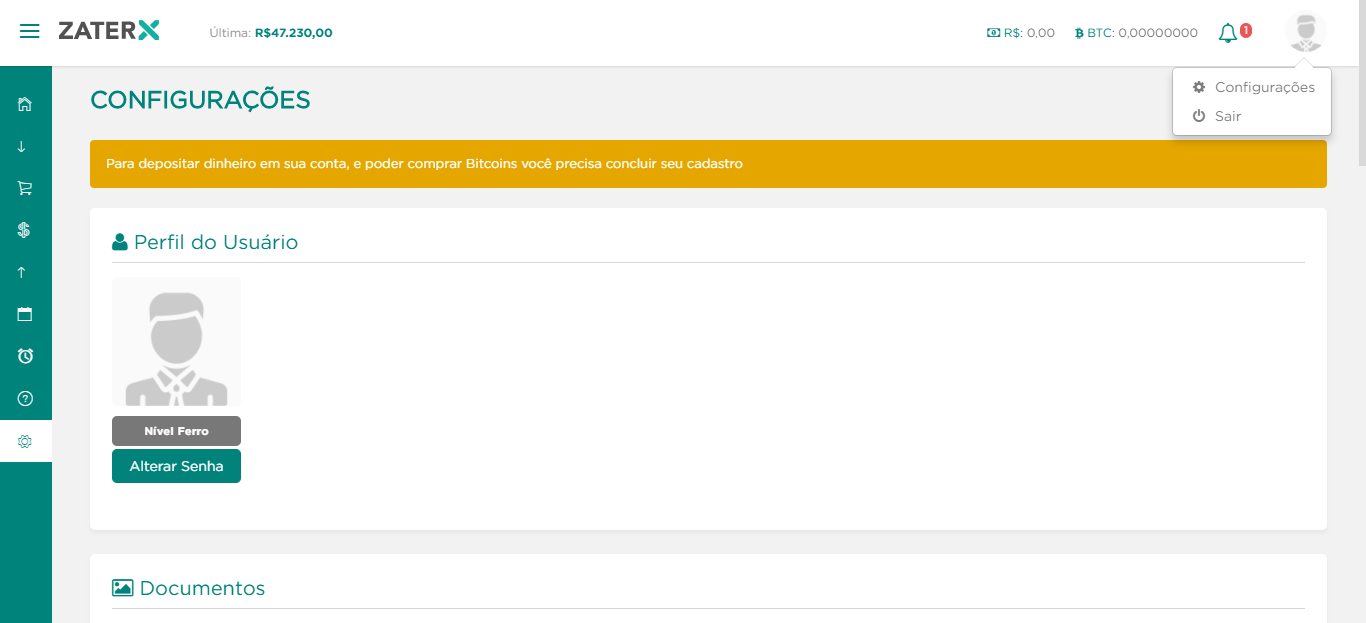 ZATERX
Última: R$47.230,00
R$: 0,00
BTC: 0,00000000
1
Configurações
Sair
CONFIGURAÇÕES
Para depositar dinheiro em sua conta, e poder comprar Bitcoins você precisa concluir seu cadastro
Perfil do Usuário
Nível Ferro
Alterar Senha
Documentos